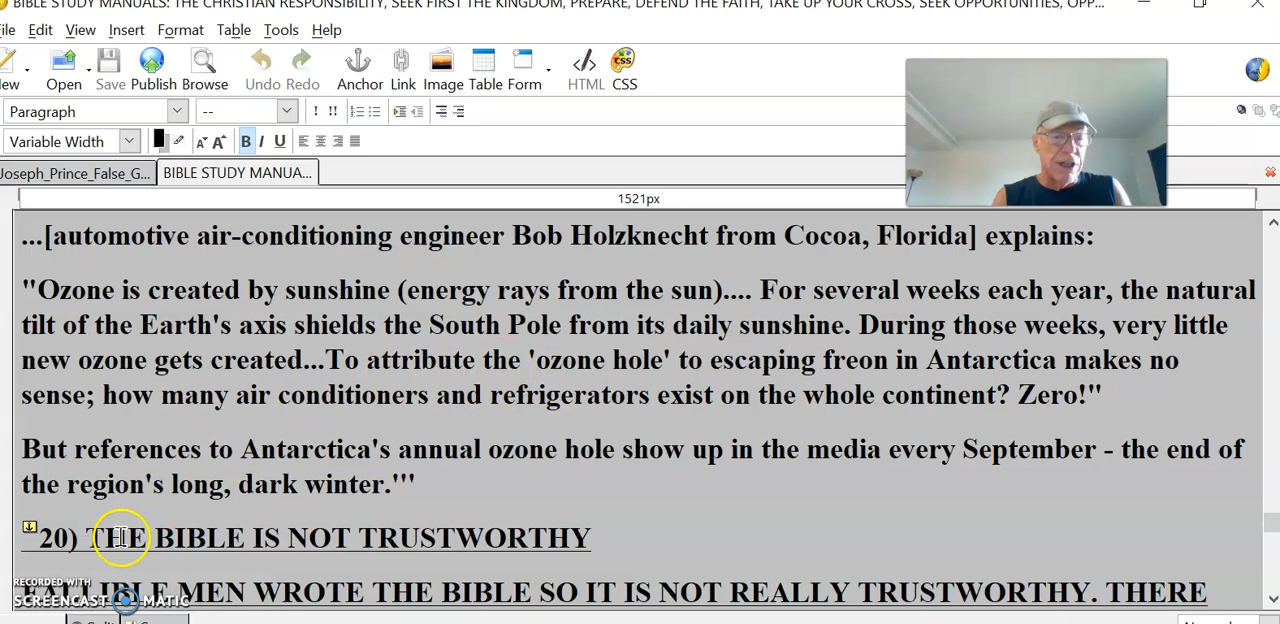 BIBLE STUDY MANUALS: THE CHRISTIAN RESPONSIBILITY, SEEK FIRST THE KINGDOM, PREPARE, DEFEND THE FAITH, TAKE UP YOUR CROSS, SEEK OPPORTUNITIES, OPP...
File Edit View Insert Format Table Tools Help
New Open Save Publish Browse Undo Redo Anchor Link Image Table Form HTML CSS
Paragraph -- ! !!
Variable Width A A B I U
Joseph_Prince_False_G... BIBLE STUDY MANUA...
1521px
...[automotive air-conditioning engineer Bob Holzknecht from Cocoa, Florida] explains:
"Ozone is created by sunshine (energy rays from the sun).... For several weeks each year, the natural
tilt of the Earth's axis shields the South Pole from its daily sunshine. During those weeks, very little
new ozone gets created...To attribute the 'ozone hole' to escaping freon in Antarctica makes no
sense; how many air conditioners and refrigerators exist on the whole continent? Zero!"
But references to Antarctica's annual ozone hole show up in the media every September - the end of
the region's long, dark winter.'"
20) THE BIBLE IS NOT TRUSTWORTHY
MEN WROTE THE BIBLE SO IT IS NOT REALLY TRUSTWORTHY. THERE
RECORDED WITH
SCREENCAST MATIC